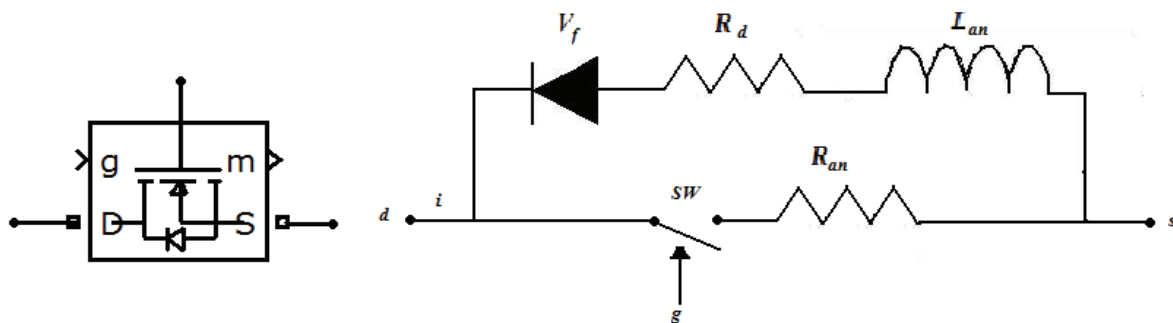 g m
D S
V_f R_d L_an
R_an
SW
d i s
g